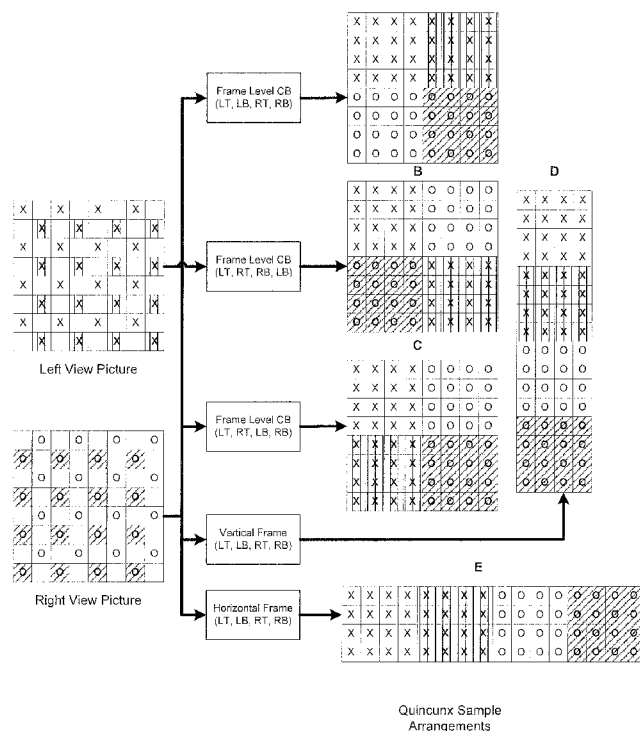 Frame Level CB
(LT, LB, RT, RB)
B
D
Frame Level CB
(LT, RT, RB, LB)
Left View Picture
C
Frame Level CB
(LT, RT, LB, RB)
Vertical Frame
(LT, LB, RT, RB)
E
Right View Picture
Horizontal Frame
(LT, LB, RT, RB)
Quincunx Sample
Arrangements